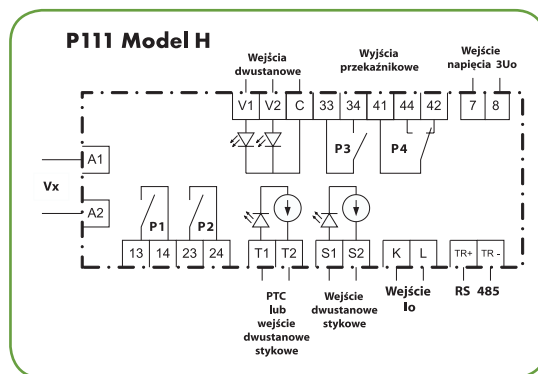 P111 Model H
Wejścia
dwustanowe
Wyjścia
przekaźnikowe
Wejście
napięcia 3Uo
V1 V2 C 33 34 41 44 42 7 8
A1
Vx
A2
P3 P4
P1 P2
13 14 23 24 T1 T2 S1 S2 K L TR+ TR -
PTC
lub
wejście
dwustanowe
stykowe
Wejście
dwustanowe
stykowe
Wejście
Io
RS 485